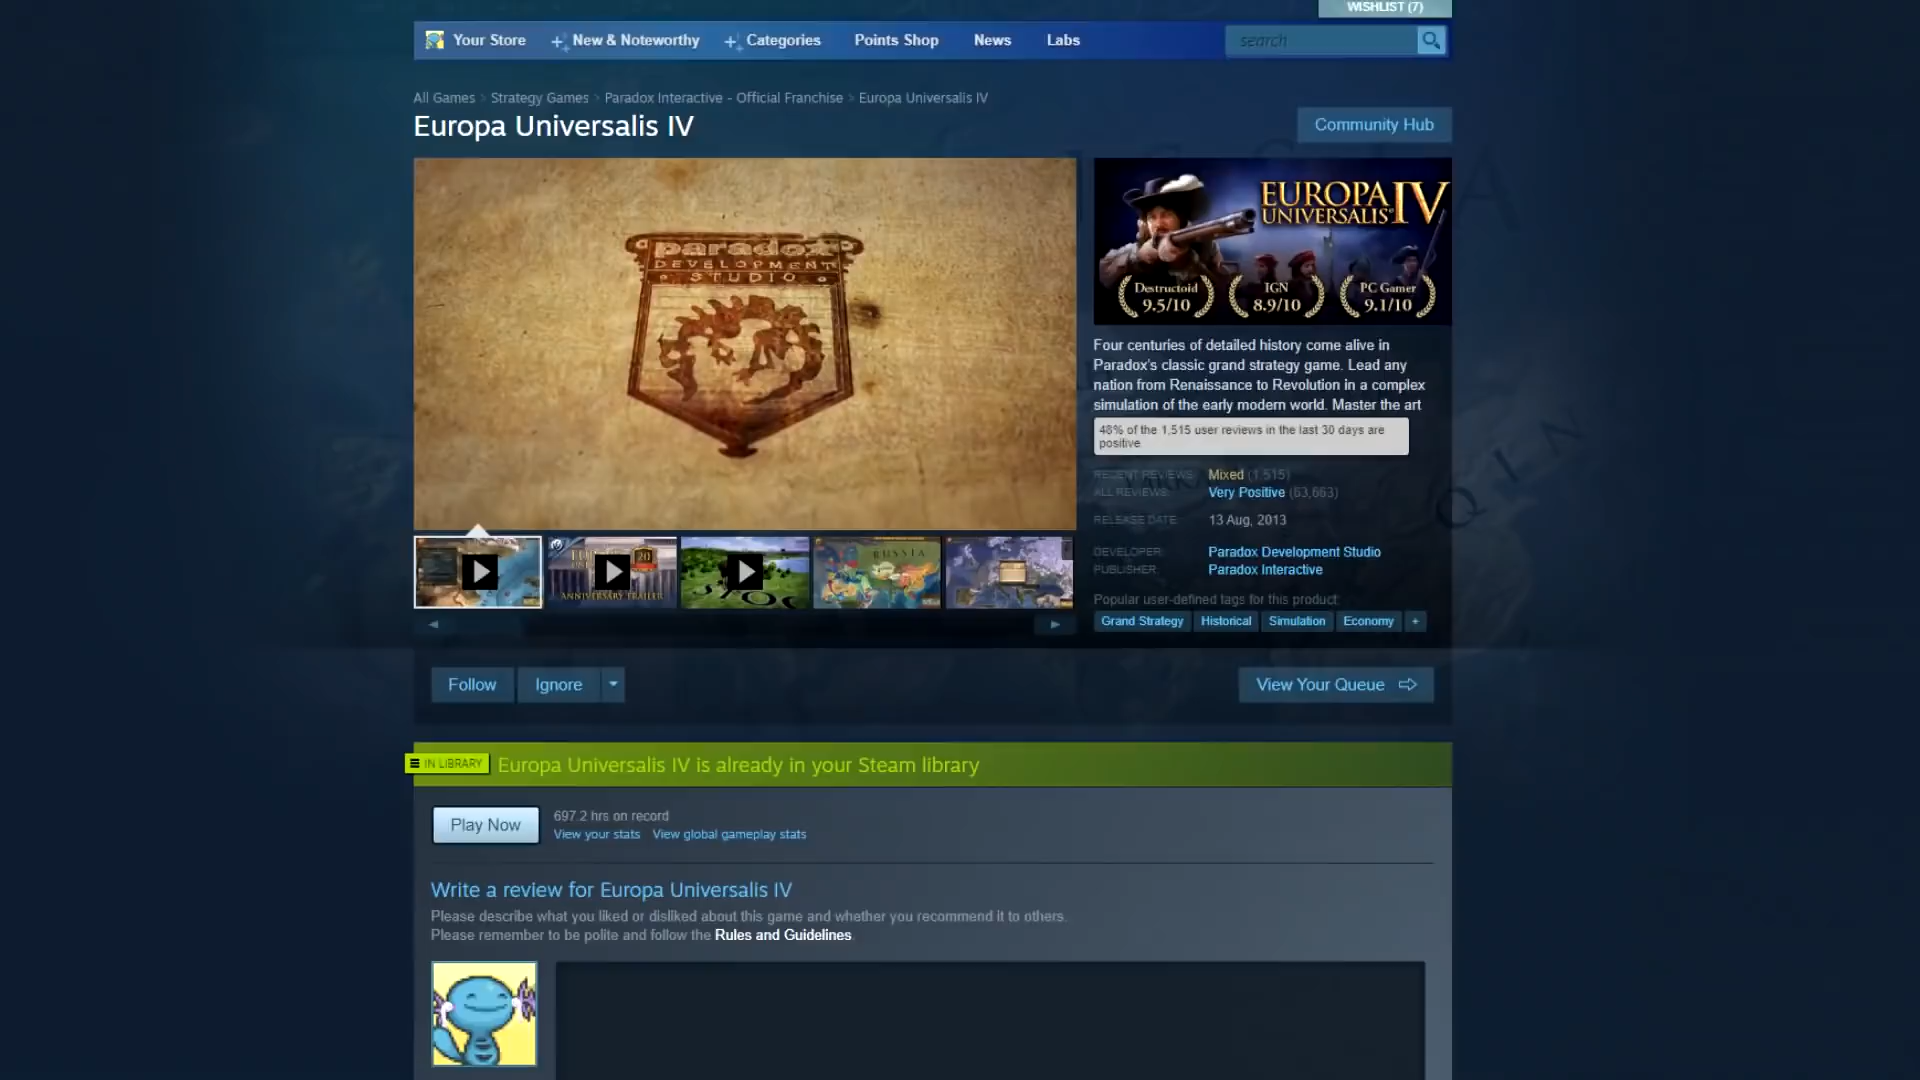 WISHLIST (7)
Your Store
New & Noteworthy
Categories
Points Shop
News
Labs
search
All Games > Strategy Games > Paradox Interactive - Official Franchise > Europa Universalis IV
Europa Universalis IV
Community Hub
paradox
DEVELOPMENT
STUDIO
EUROPA
UNIVERSALIS IV
Destructoid
9.5/10
IGN
8.9/10
PC Gamer
9.1/10
Four centuries of detailed history come alive in
Paradox's classic grand strategy game. Lead any
nation from Renaissance to Revolution in a complex
simulation of the early modern world. Master the art
48% of the 1,515 user reviews in the last 30 days are
positive.
RECENT REVIEWS: Mixed (1,515)
ALL REVIEWS: Very Positive (63,663)
RELEASE DATE: 13 Aug, 2013
DEVELOPER: Paradox Development Studio
PUBLISHER: Paradox Interactive
Popular user-defined tags for this product:
Grand Strategy
Historical
Simulation
Economy
+
20
ANNIVERSARY TRAILER
RUSSIA
Follow
Ignore
View Your Queue
IN LIBRARY
Europa Universalis IV is already in your Steam library
Play Now
697.2 hrs on record
View your stats View global gameplay stats
Write a review for Europa Universalis IV
Please describe what you liked or disliked about this game and whether you recommend it to others.
Please remember to be polite and follow the Rules and Guidelines.